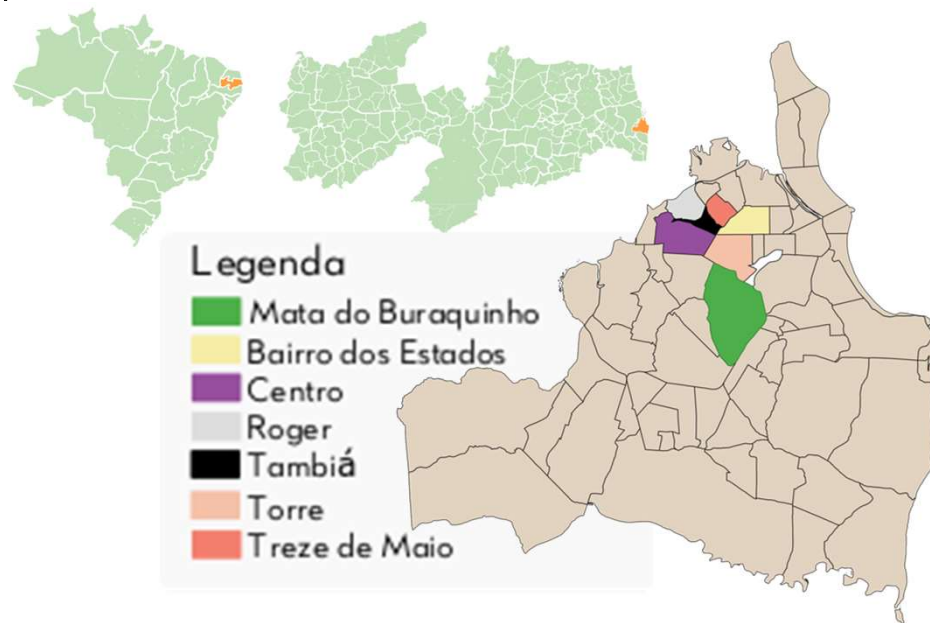 Legenda
Mata do Buraquinho
Bairro dos Estados
Centro
Roger
Tambiá
Torre
Treze de Maio